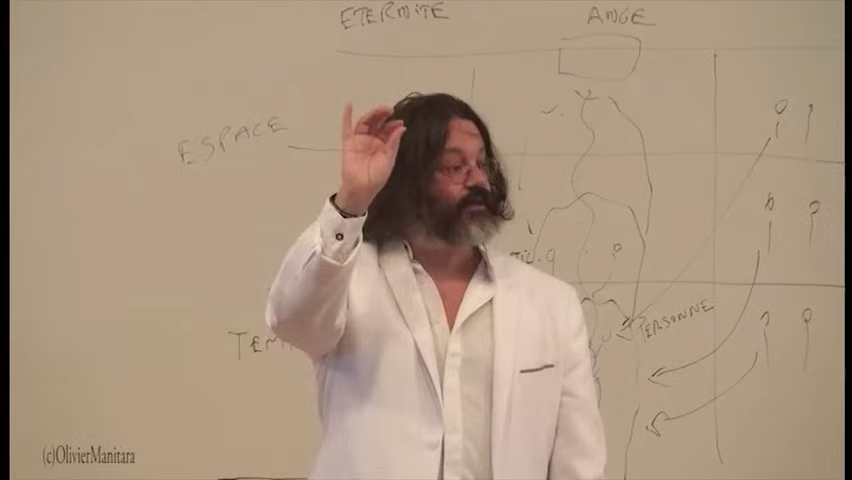 ETERNITE
ANGE
ESPACE
PERSONNE
(c)OlivierManitara